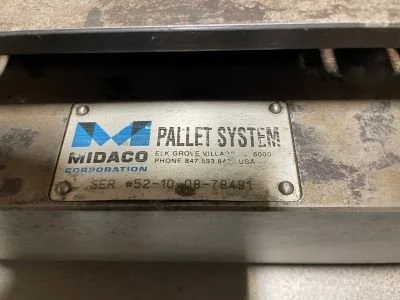 PALLET SYSTEM
MIDACO
CORPORATION
ELK GROVE VILLAGE
PHONE 847.593 USA
SER #52-10 08-78491